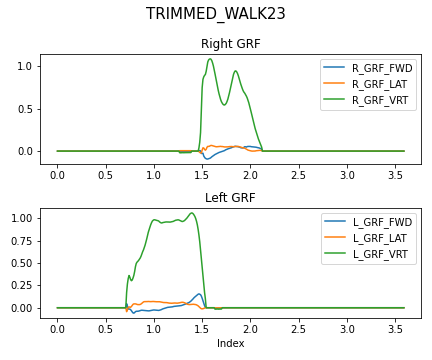 TRIMMED_WALK23
Right GRF
1.0
0.5
0.0
R_GRF_FWD
R_GRF_LAT
R_GRF_VRT
0.0 0.5 1.0 1.5 2.0 2.5 3.0 3.5
Left GRF
1.00
0.75
0.50
0.25
0.00
L_GRF_FWD
L_GRF_LAT
L_GRF_VRT
0.0 0.5 1.0 1.5 2.0 2.5 3.0 3.5
Index